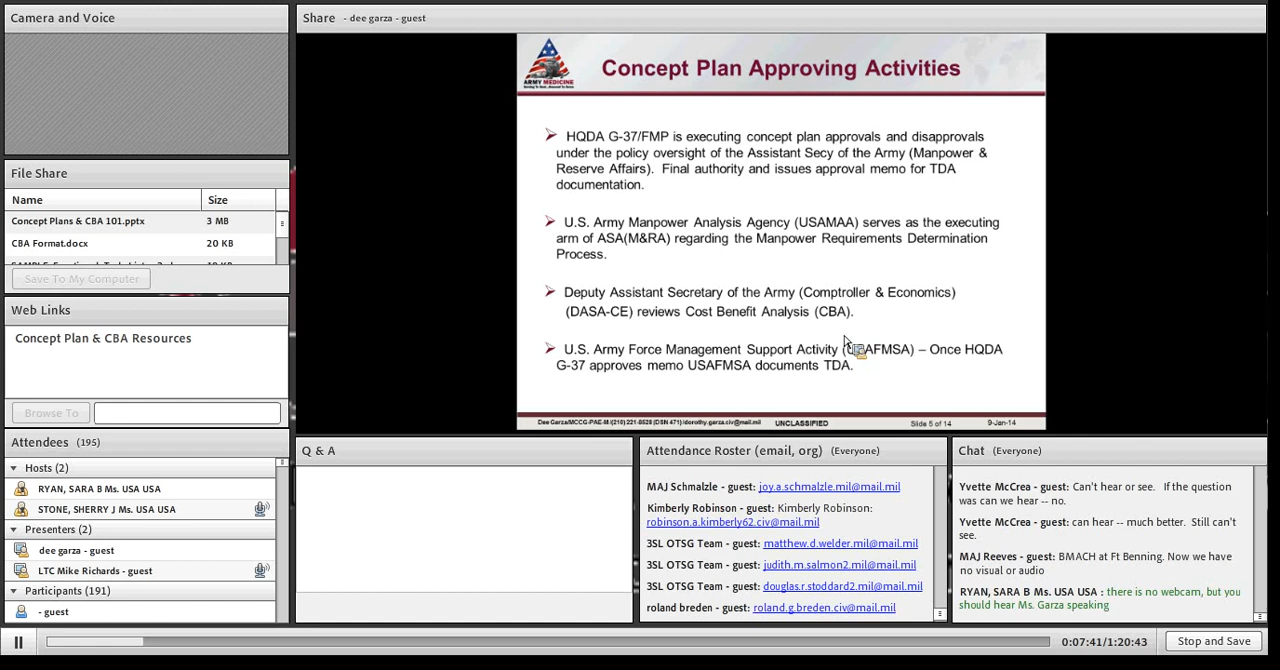 Camera and Voice
File Share
Name Size
Concept Plans & CBA 101.pptx 3 MB
CBA Format.docx 20 KB
Save To My Computer
Web Links
Concept Plan & CBA Resources
Browse To
Attendees (195)
Hosts (2)
RYAN, SARA B Ms. USA USA
STONE, SHERRY J Ms. USA USA
Presenters (2)
dee garza - guest
LTC Mike Richards - guest
Participants (191)
- guest
Share - dee garza - guest
ARMY MEDICINE
Concept Plan Approving Activities
HQDA G-37/FMP is executing concept plan approvals and disapprovals
under the policy oversight of the Assistant Secy of the Army (Manpower &
Reserve Affairs). Final authority and issues approval memo for TDA
documentation.
U.S. Army Manpower Analysis Agency (USAMAA) serves as the executing
arm of ASA(M&RA) regarding the Manpower Requirements Determination
Process.
Deputy Assistant Secretary of the Army (Comptroller & Economics)
(DASA-CE) reviews Cost Benefit Analysis (CBA).
U.S. Army Force Management Support Activity – Once HQDA
G-37 approves memo USAFMSA documents TDA.
Dee Garza/MCCG-PAE-M/(210) 221-8528 (DSN 471) UNCLASSIFIED Slide 5 of 14 9-Jan-14
Q & A
Attendance Roster (email, org) (Everyone)
MAJ Schmalzle - guest: joy.a.schmalzle.mil@mail.mil
Kimberly Robinson - guest: Kimberly Robinson:
robinson.a.kimberly62.civ@mail.mil
3SL OTSG Team - guest: matthew.d.welder.mil@mail.mil
3SL OTSG Team - guest: judith.m.salmon2.mil@mail.mil
3SL OTSG Team - guest: douglas.r.stoddard2.mil@mail.mil
roland breden - guest: roland.g.breden.civ@mail.mil
Chat (Everyone)
Yvette McCrea - guest: Can't hear or see. If the question
was can we hear -- no.
Yvette McCrea - guest: can hear -- much better. Still can't
see.
MAJ Reeves - guest: BMACH at Ft Benning. Now we have
no visual or audio
RYAN, SARA B Ms. USA USA : there is no webcam, but you
should hear Ms. Garza speaking
0:07:41/1:20:43 Stop and Save